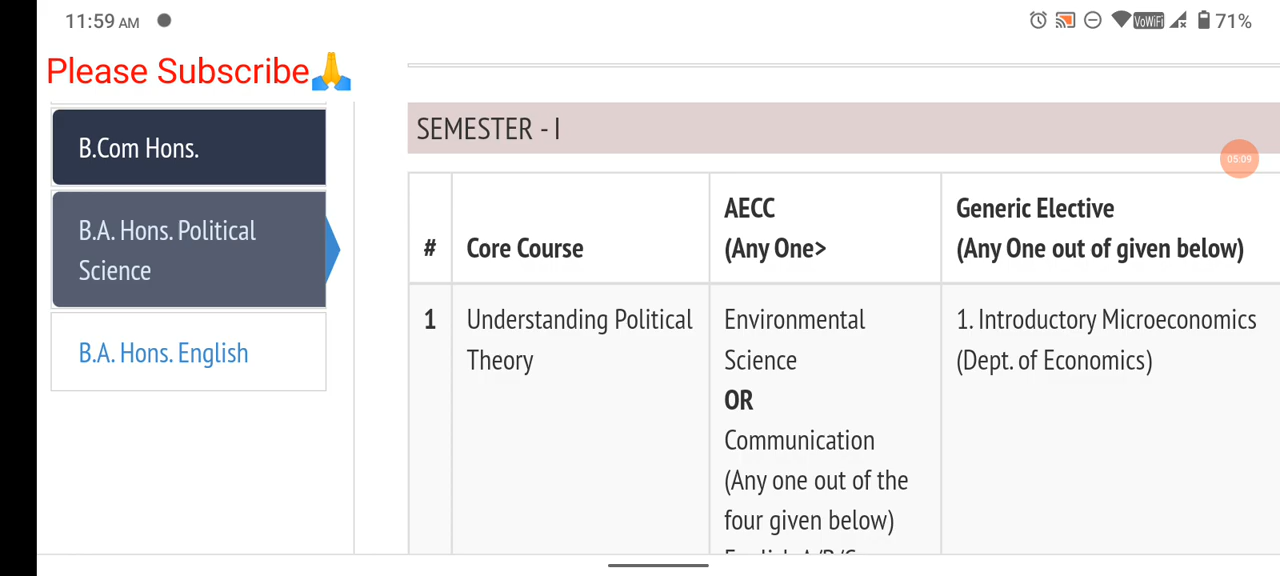 11:59 AM
VoWiFi
71%
Please Subscribe🙏
B.Com Hons.
B.A. Hons. Political
Science
B.A. Hons. English
SEMESTER - I
05:09
#
Core Course
AECC
(Any One>
Generic Elective
(Any One out of given below)
1
Understanding Political
Theory
Environmental
Science
OR
Communication
(Any one out of the
four given below)
1. Introductory Microeconomics
(Dept. of Economics)